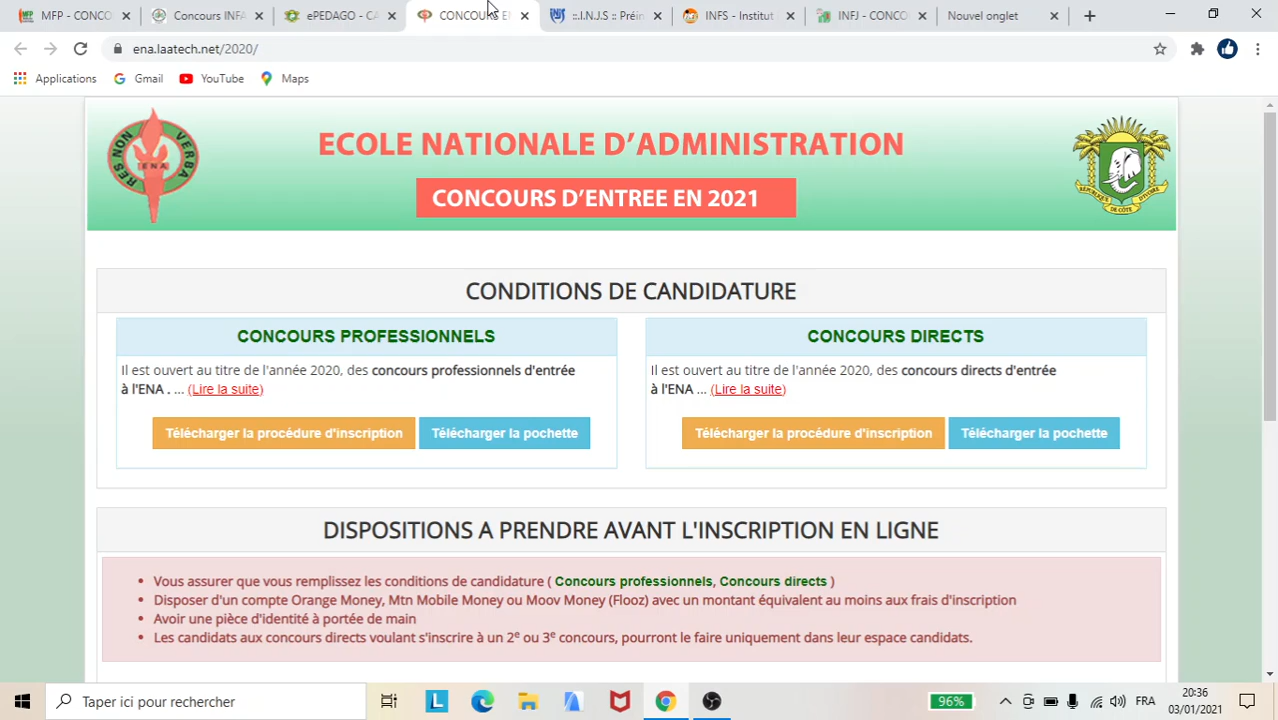 MFP - CONCO
Concours INFA
ePEDAGO - CA
CONCOURS E
::.I.N.J.S :: Préin
INFS - Institut
INFJ - CONCO
Nouvel onglet
ena.laatech.net/2020/
Applications
Gmail
YouTube
Maps
RES NON VERBA
ENA
ECOLE NATIONALE D'ADMINISTRATION
CONCOURS D'ENTREE EN 2021
CONDITIONS DE CANDIDATURE
CONCOURS PROFESSIONNELS
Il est ouvert au titre de l'année 2020, des concours professionnels d'entrée
à l'ENA . ... (Lire la suite)
Télécharger la procédure d'inscription
Télécharger la pochette
CONCOURS DIRECTS
Il est ouvert au titre de l'année 2020, des concours directs d'entrée
à l'ENA ... (Lire la suite)
Télécharger la procédure d'inscription
Télécharger la pochette
DISPOSITIONS A PRENDRE AVANT L'INSCRIPTION EN LIGNE
• Vous assurer que vous remplissez les conditions de candidature ( Concours professionnels, Concours directs )
• Disposer d'un compte Orange Money, Mtn Mobile Money ou Moov Money (Flooz) avec un montant équivalent au moins aux frais d'inscription
• Avoir une pièce d'identité à portée de main
• Les candidats aux concours directs voulant s'inscrire à un 2e ou 3e concours, pourront le faire uniquement dans leur espace candidats.
Taper ici pour rechercher
L
96%
FRA
20:36
03/01/2021